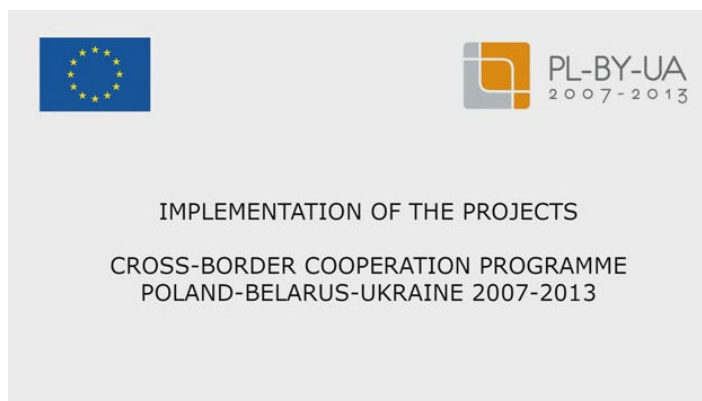 PL-BY-UA
2007-2013
IMPLEMENTATION OF THE PROJECTS
CROSS-BORDER COOPERATION PROGRAMME
POLAND-BELARUS-UKRAINE 2007-2013